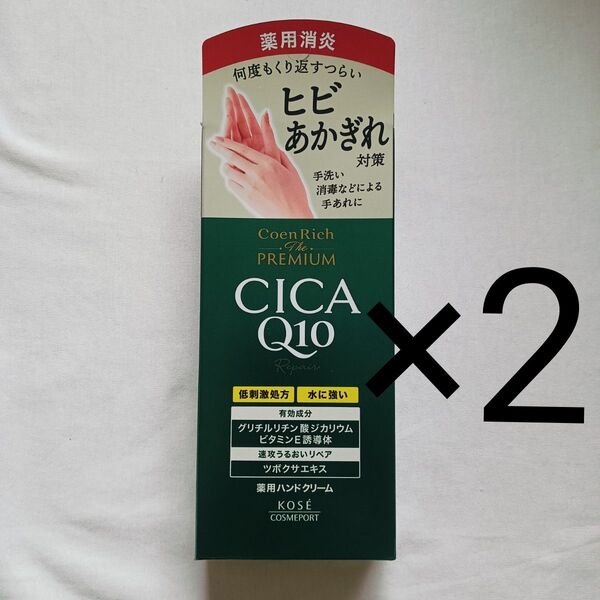 薬用消炎
何度もくり返すつらい
ヒビ
あかぎれ
対策
手洗い
消毒などによる
手あれに
CoenRich
The
PREMIUM
CICA
Q10
Repair
×2
低刺激処方 水に強い
有効成分
グリチルリチン酸ジカリウム
ビタミンE誘導体
速攻うるおいリペア
ツボクサエキス
薬用ハンドクリーム
KOSÉ
COSMEPORT